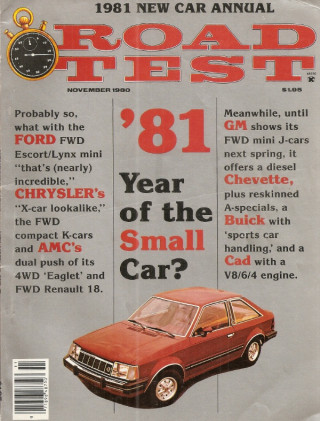 1981 NEW CAR ANNUAL
ROAD
TEST
NOVEMBER 1980
$1.95
Probably so,
what with the
FORD FWD
Escort/Lynx mini
"that's (nearly)
incredible,"
CHRYSLER's
"X-car lookalike,"
the FWD
compact K-cars
and AMC's
dual push of its
4WD 'Eaglet' and
FWD Renault 18.
'81
Year
of the
Small
Car?
Meanwhile, until
GM shows its
FWD mini J-cars
next spring, it
offers a diesel
Chevette,
plus reskinned
A-specials, a
Buick with
'sports car
handling,' and a
Cad with a
V8/6/4 engine.